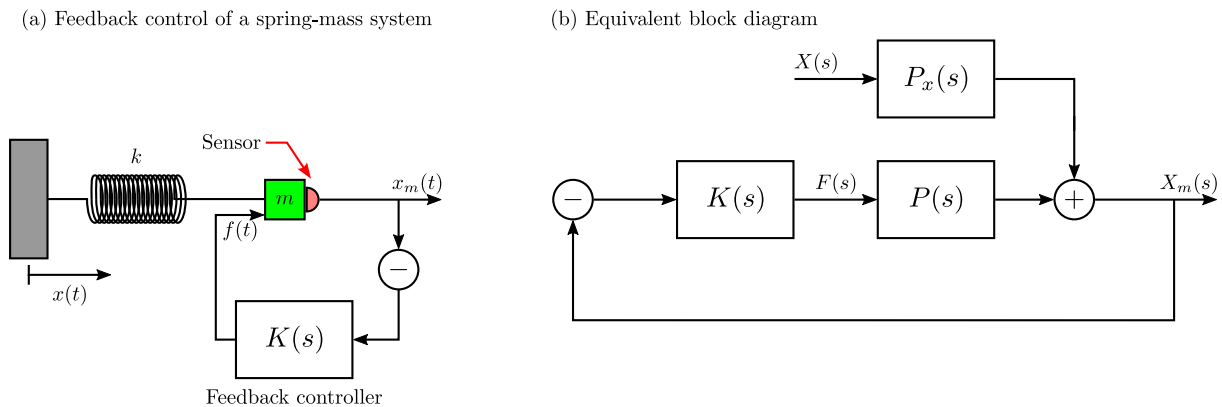 (a) Feedback control of a spring-mass system
k
Sensor
m
x_m(t)
f(t)
x(t)
−
K(s)
Feedback controller
(b) Equivalent block diagram
X(s)
P_x(s)
−
K(s)
F(s)
P(s)
+
X_m(s)